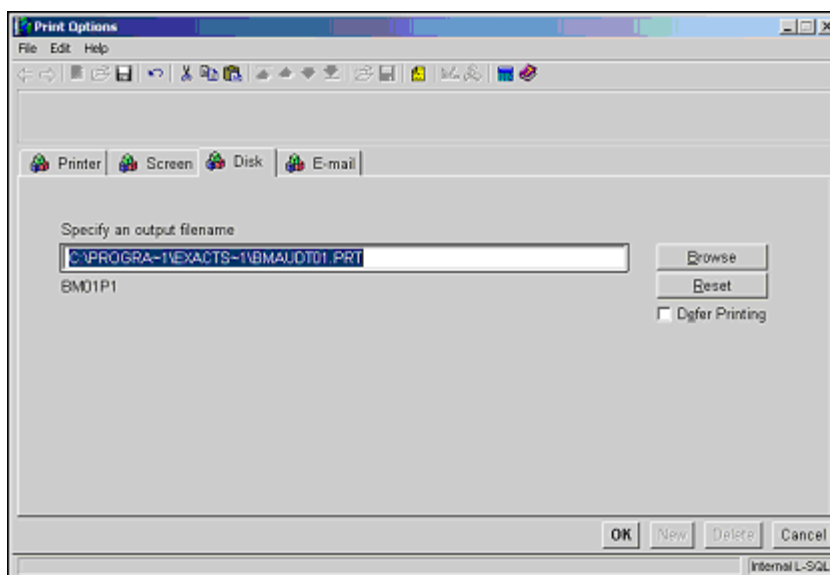 Print Options
File Edit Help
Printer Screen Disk E-mail
Specify an output filename
C:\PROGRA~1\EXACTS~1\BMAUDT01.PRT
Browse
BM01P1
Reset
Defer Printing
OK New Delete Cancel
Internal L-SQL